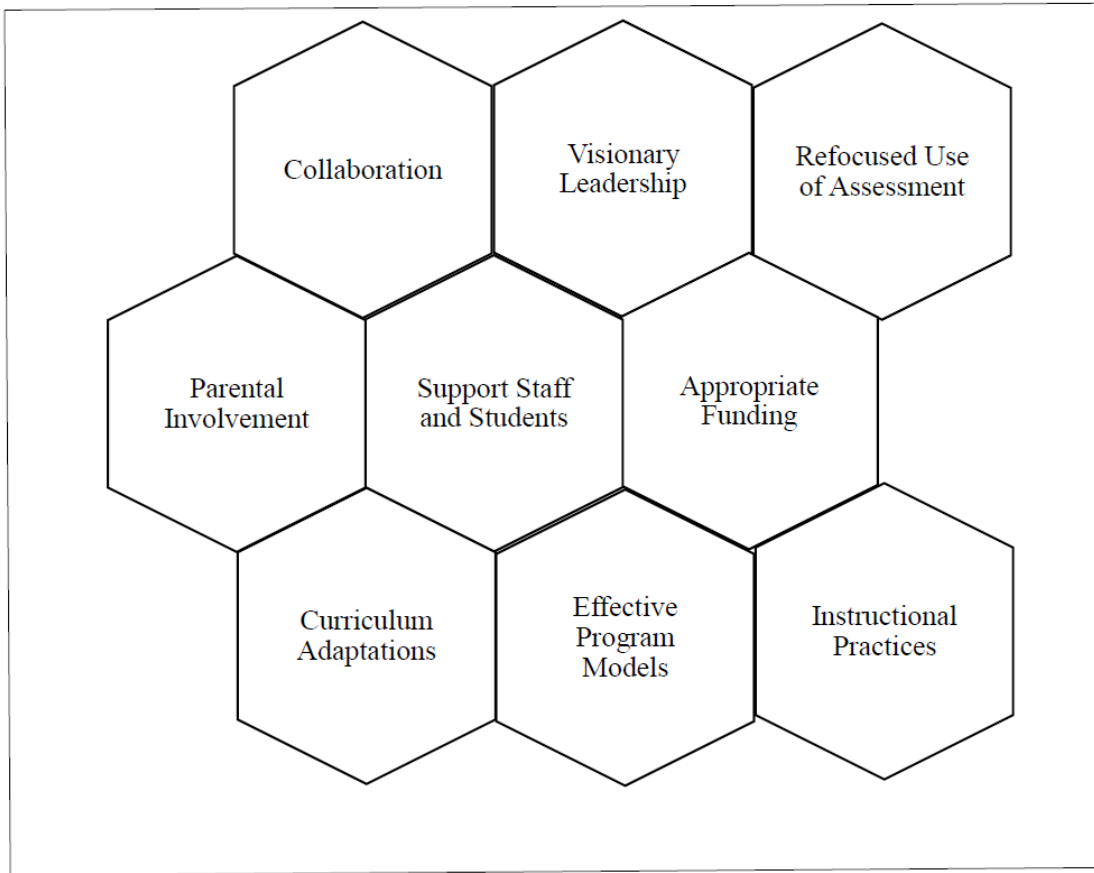 Collaboration
Visionary
Leadership
Refocused Use
of Assessment
Parental
Involvement
Support Staff
and Students
Appropriate
Funding
Curriculum
Adaptations
Effective
Program
Models
Instructional
Practices